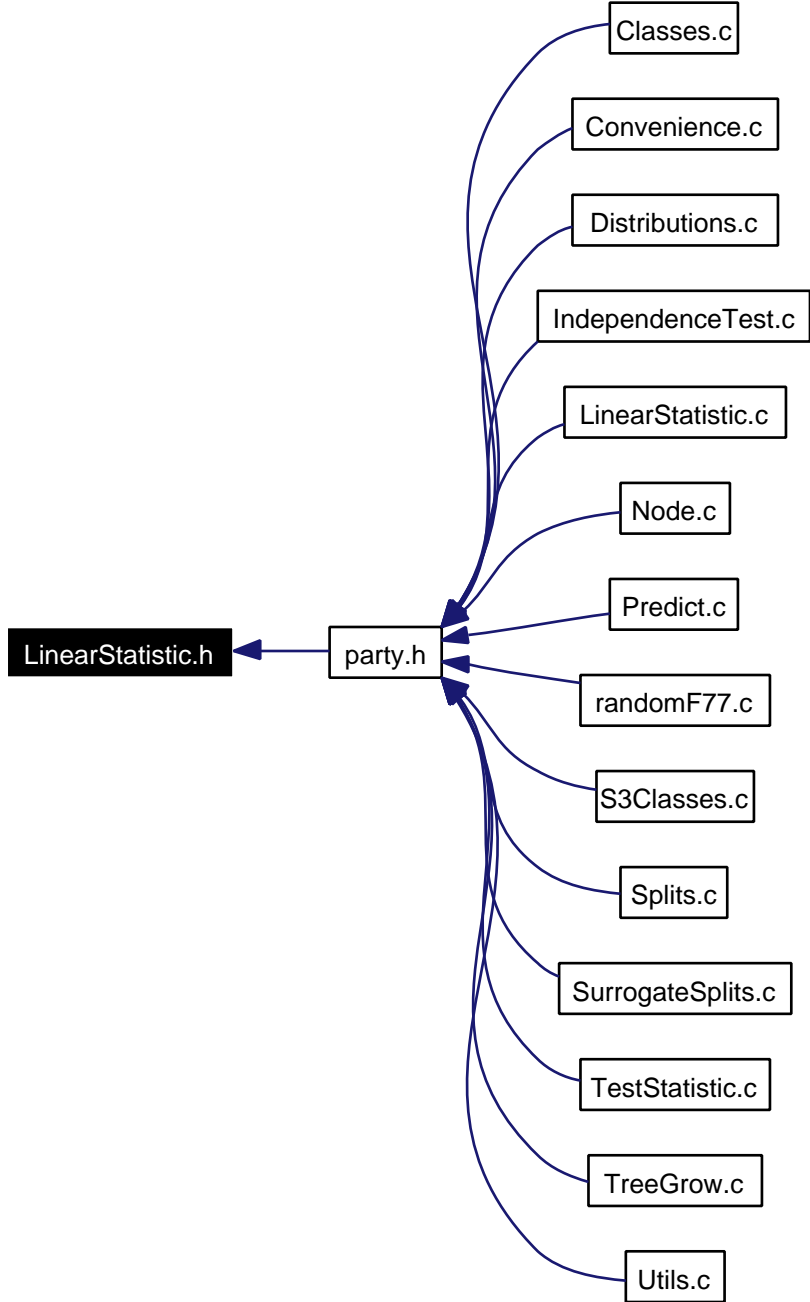 Classes.c
Convenience.c
Distributions.c
IndependenceTest.c
LinearStatistic.c
Node.c
Predict.c
LinearStatistic.h
party.h
randomF77.c
S3Classes.c
Splits.c
SurrogateSplits.c
TestStatistic.c
TreeGrow.c
Utils.c